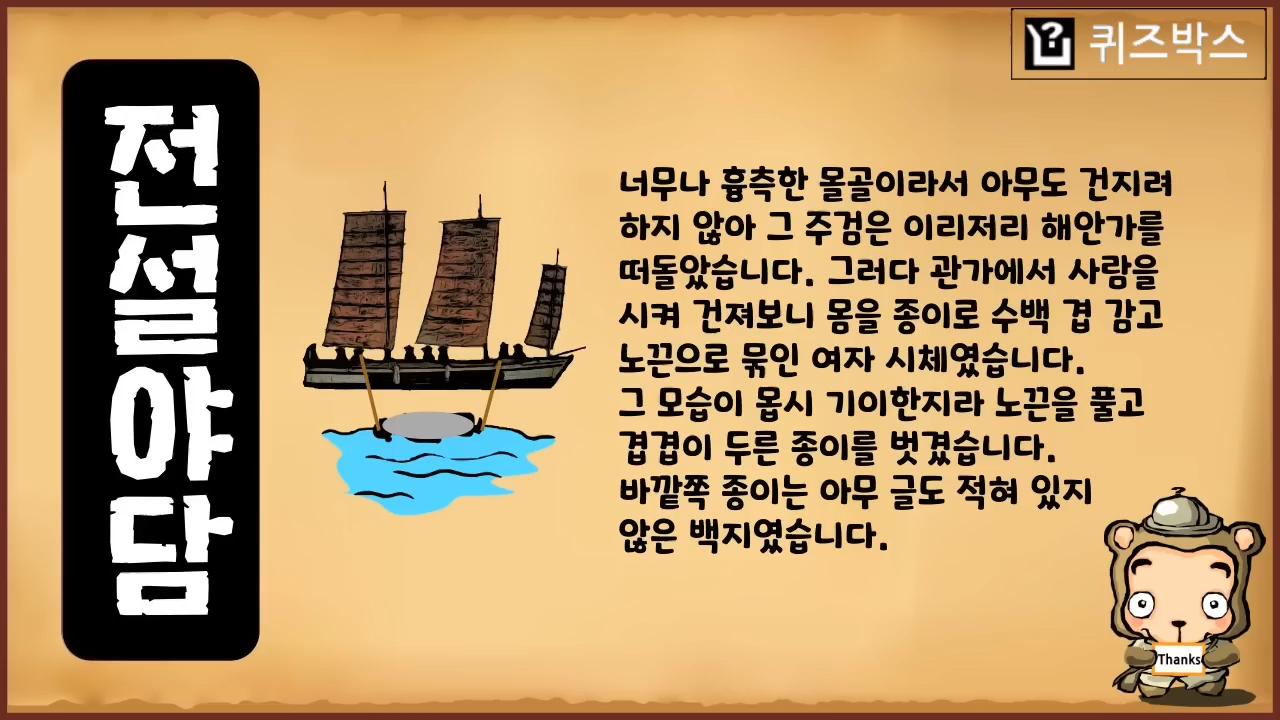 퀴즈박스
전설야담
너무나 흉측한 몰골이라서 아무도 건지려
하지 않아 그 주검은 이리저리 해안가를
떠돌았습니다. 그러다 관가에서 사람을
시켜 건져보니 몸을 종이로 수백 겹 감고
노끈으로 묶인 여자 시체였습니다.
그 모습이 몹시 기이한지라 노끈을 풀고
겹겹이 두른 종이를 벗겼습니다.
바깥쪽 종이는 아무 글도 적혀 있지
않은 백지였습니다.
Thanks